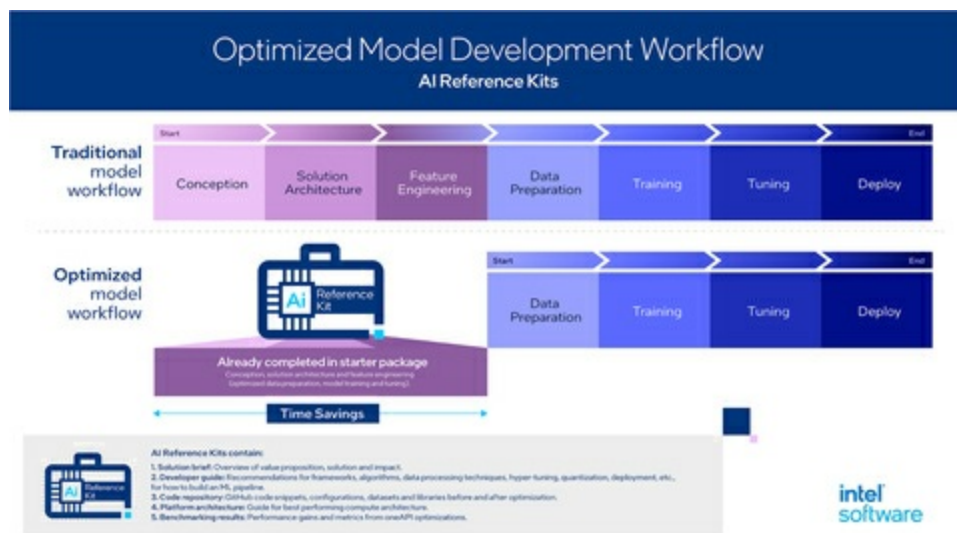 Optimized Model Development Workflow
AI Reference Kits
Start
End
Traditional
model
workflow
Conception
Solution
Architecture
Feature
Engineering
Data
Preparation
Training
Tuning
Deploy
Optimized
model
workflow
Ai
Reference
Kit
Start
End
Data
Preparation
Training
Tuning
Deploy
Already completed in starter package
Conception, solution architecture and feature engineering
(optimized data preparation, model training and tuning)
Time Savings
Ai
Reference
Kit
AI Reference Kits contain:
1. Solution brief: Overview of value proposition, solution and impact.
2. Developer guide: Recommendations for frameworks, algorithms, data processing techniques, hyper-tuning, quantization, deployment, etc.,
for how to build an ML pipeline.
3. Code repository: GitHub code snippets, configurations, datasets and libraries before and after optimization.
4. Platform architecture: Guide for best performing compute architecture.
5. Benchmarking results: Performance gains and metrics from oneAPI optimizations.
intel
software